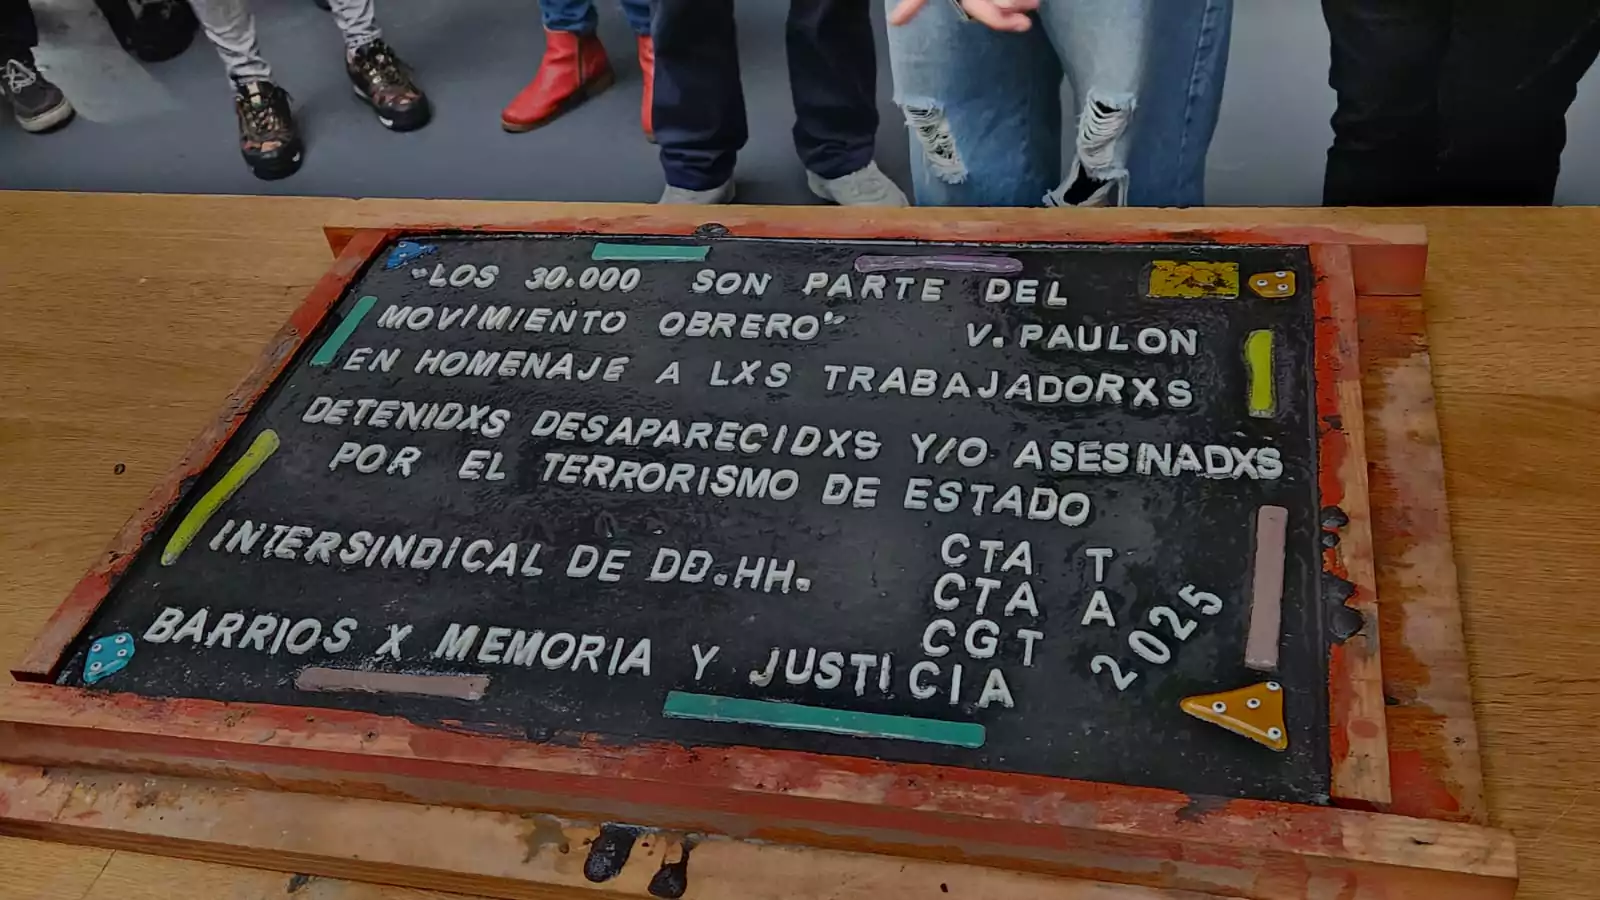 "LOS 30.000 SON PARTE DEL
MOVIMIENTO OBRERO" V. PAULON
EN HOMENAJE A LXS TRABAJADORXS
DETENIDXS DESAPARECIDXS Y/O ASESINADXS
POR EL TERRORISMO DE ESTADO
INTERSINDICAL DE DD.HH. CTA T
CTA A
CGT
BARRIOS X MEMORIA Y JUSTICIA
2025